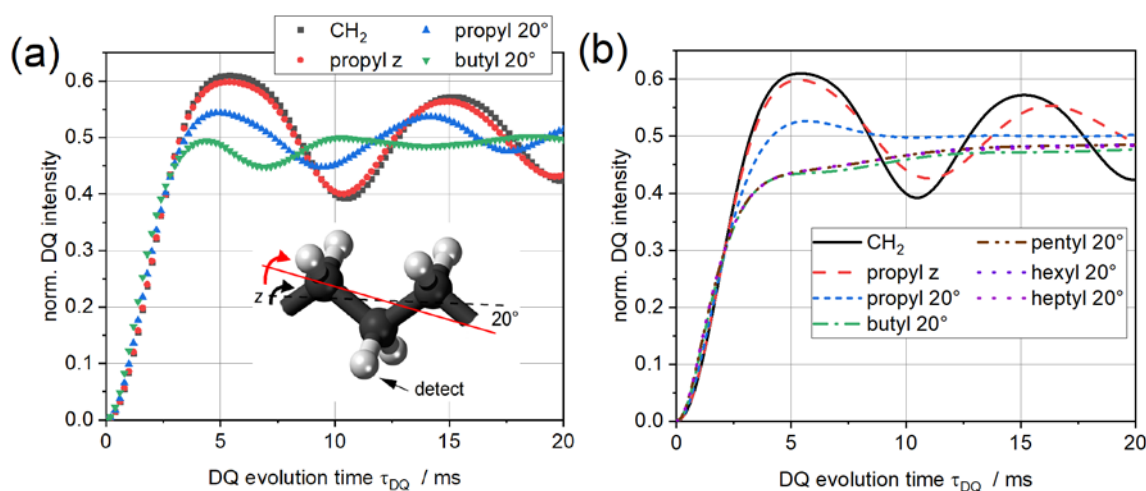 (a)
CH₂
propyl 20°
propyl z
butyl 20°
norm. DQ intensity
0.6
0.5
0.4
0.3
0.2
0.1
0.0
z
20°
detect
0
5
10
15
20
DQ evolution time τDQ / ms
(b)
norm. DQ intensity
0.6
0.5
0.4
0.3
0.2
0.1
0.0
CH₂
pentyl 20°
propyl z
hexyl 20°
propyl 20°
heptyl 20°
butyl 20°
0
5
10
15
20
DQ evolution time τDQ / ms